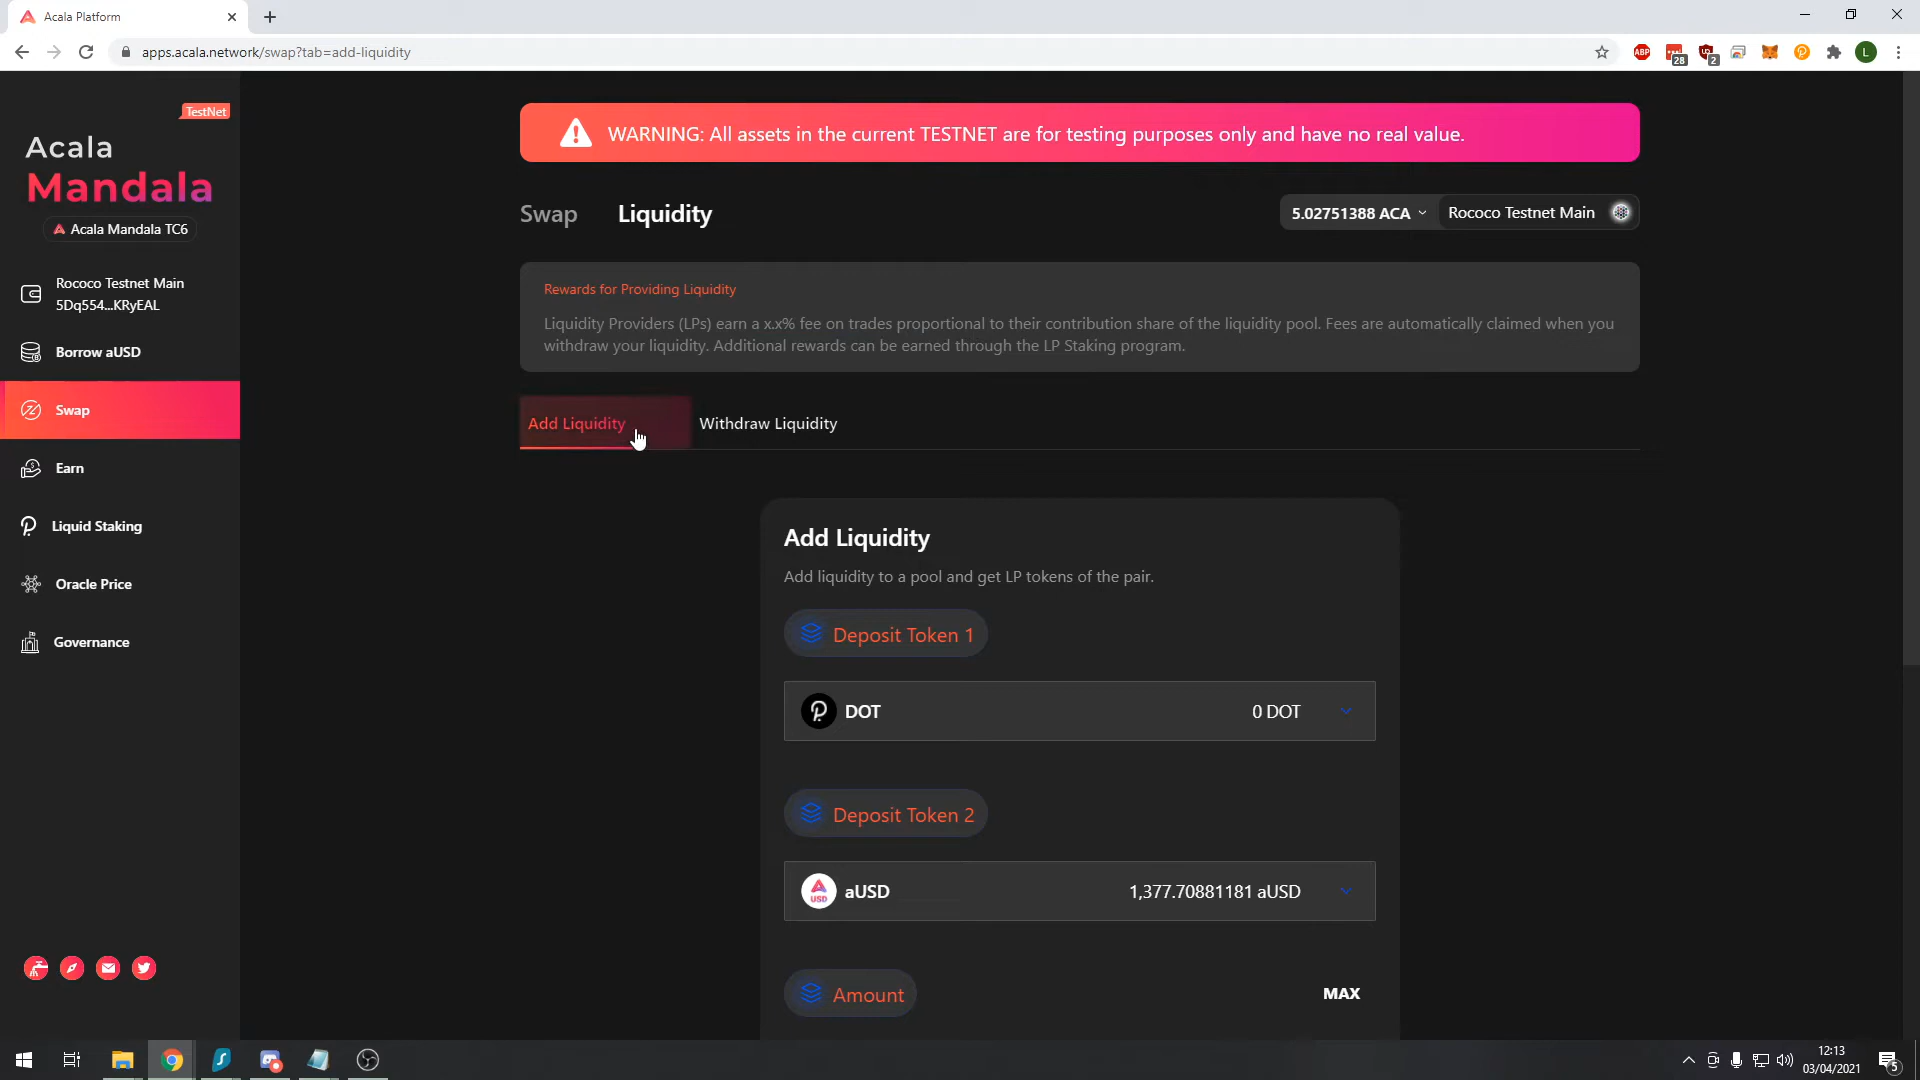 Acala Platform
apps.acala.network/swap?tab=add-liquidity
ABP
28
2
L
TestNet
Acala
Mandala
Acala Mandala TC6
Rococo Testnet Main
5Dq554...KRyEAL
Borrow aUSD
Swap
Earn
Liquid Staking
Oracle Price
Governance
WARNING: All assets in the current TESTNET are for testing purposes only and have no real value.
Swap
Liquidity
5.02751388 ACA
Rococo Testnet Main
Rewards for Providing Liquidity
Liquidity Providers (LPs) earn a x.x% fee on trades proportional to their contribution share of the liquidity pool. Fees are automatically claimed when you
withdraw your liquidity. Additional rewards can be earned through the LP Staking program.
Add Liquidity
Withdraw Liquidity
Add Liquidity
Add liquidity to a pool and get LP tokens of the pair.
Deposit Token 1
DOT
0 DOT
Deposit Token 2
USD
aUSD
1,377.70881181 aUSD
Amount
MAX
12:13
03/04/2021
5